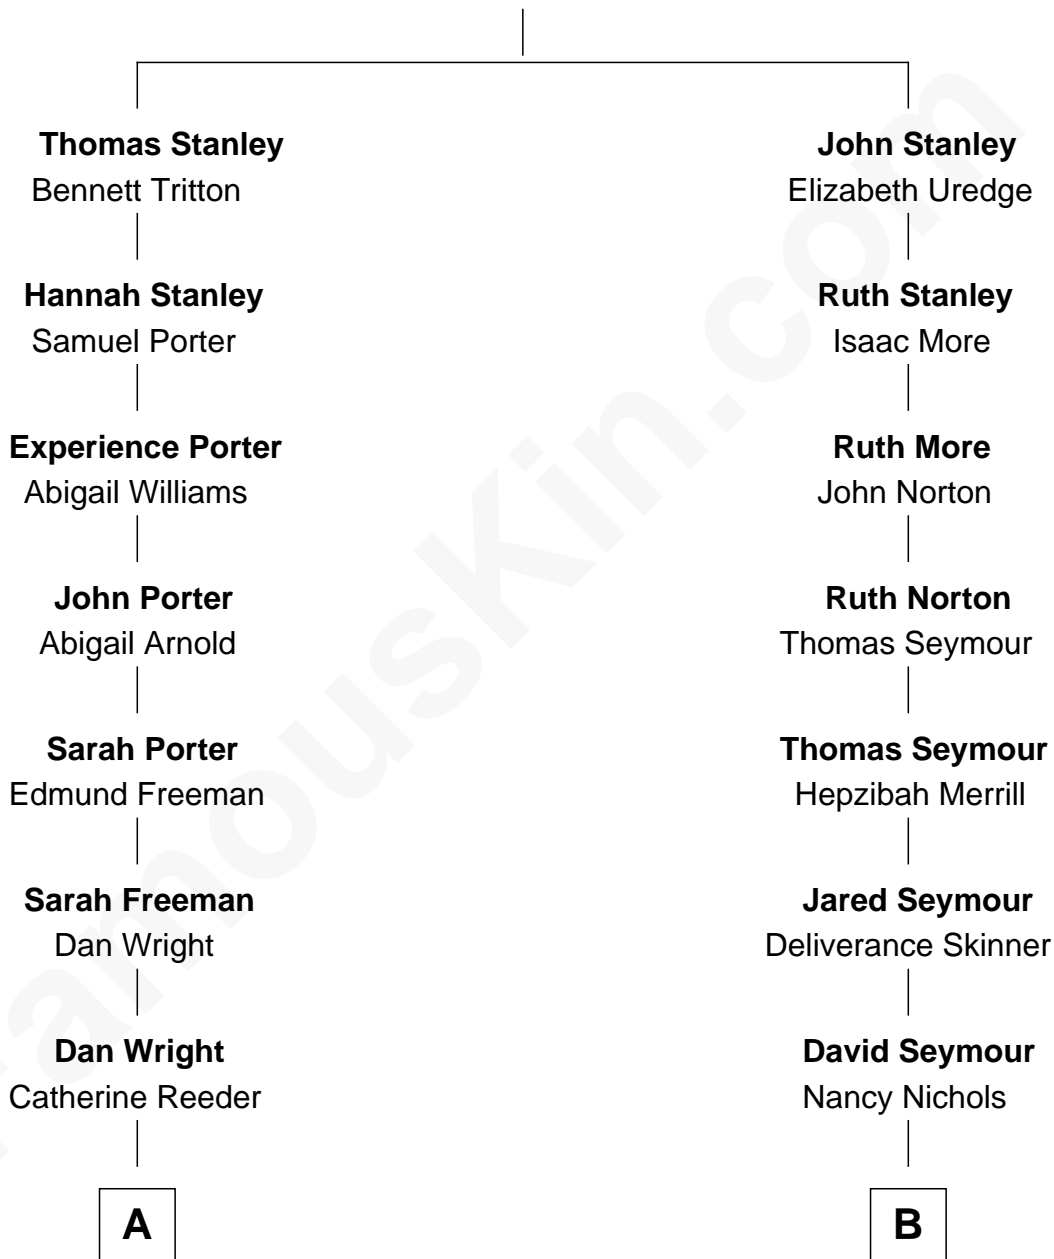 Thomas Stanley
Bennett Tritton
Hannah Stanley
Samuel Porter
Experience Porter
Abigail Williams
John Porter
Abigail Arnold
Sarah Porter
Edmund Freeman
Sarah Freeman
Dan Wright
Dan Wright
Catherine Reeder
A
John Stanley
Elizabeth Uredge
Ruth Stanley
Isaac More
Ruth More
John Norton
Ruth Norton
Thomas Seymour
Thomas Seymour
Hepzibah Merrill
Jared Seymour
Deliverance Skinner
David Seymour
Nancy Nichols
B
FamousKin.com